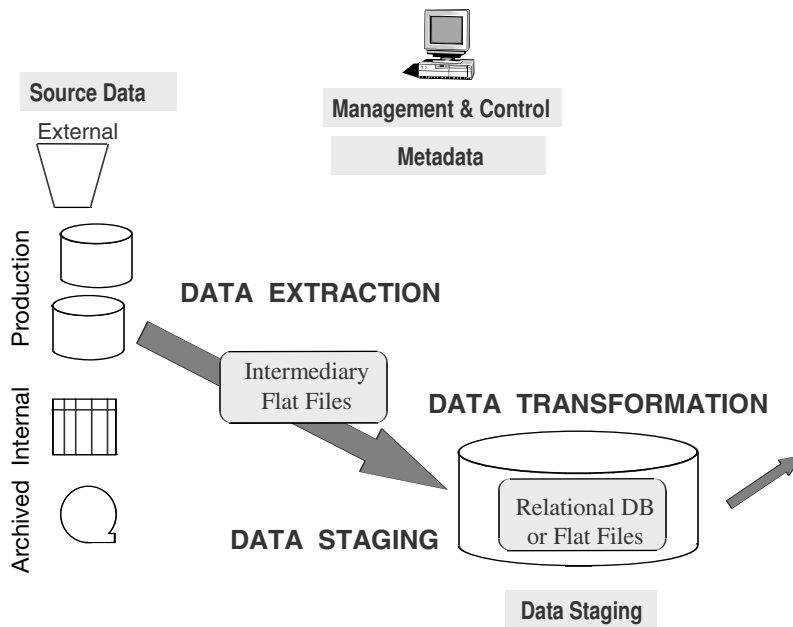 Source Data
External
Production
Internal
Archived
Management & Control
Metadata
DATA EXTRACTION
Intermediary
Flat Files
DATA TRANSFORMATION
Relational DB
or Flat Files
DATA STAGING
Data Staging